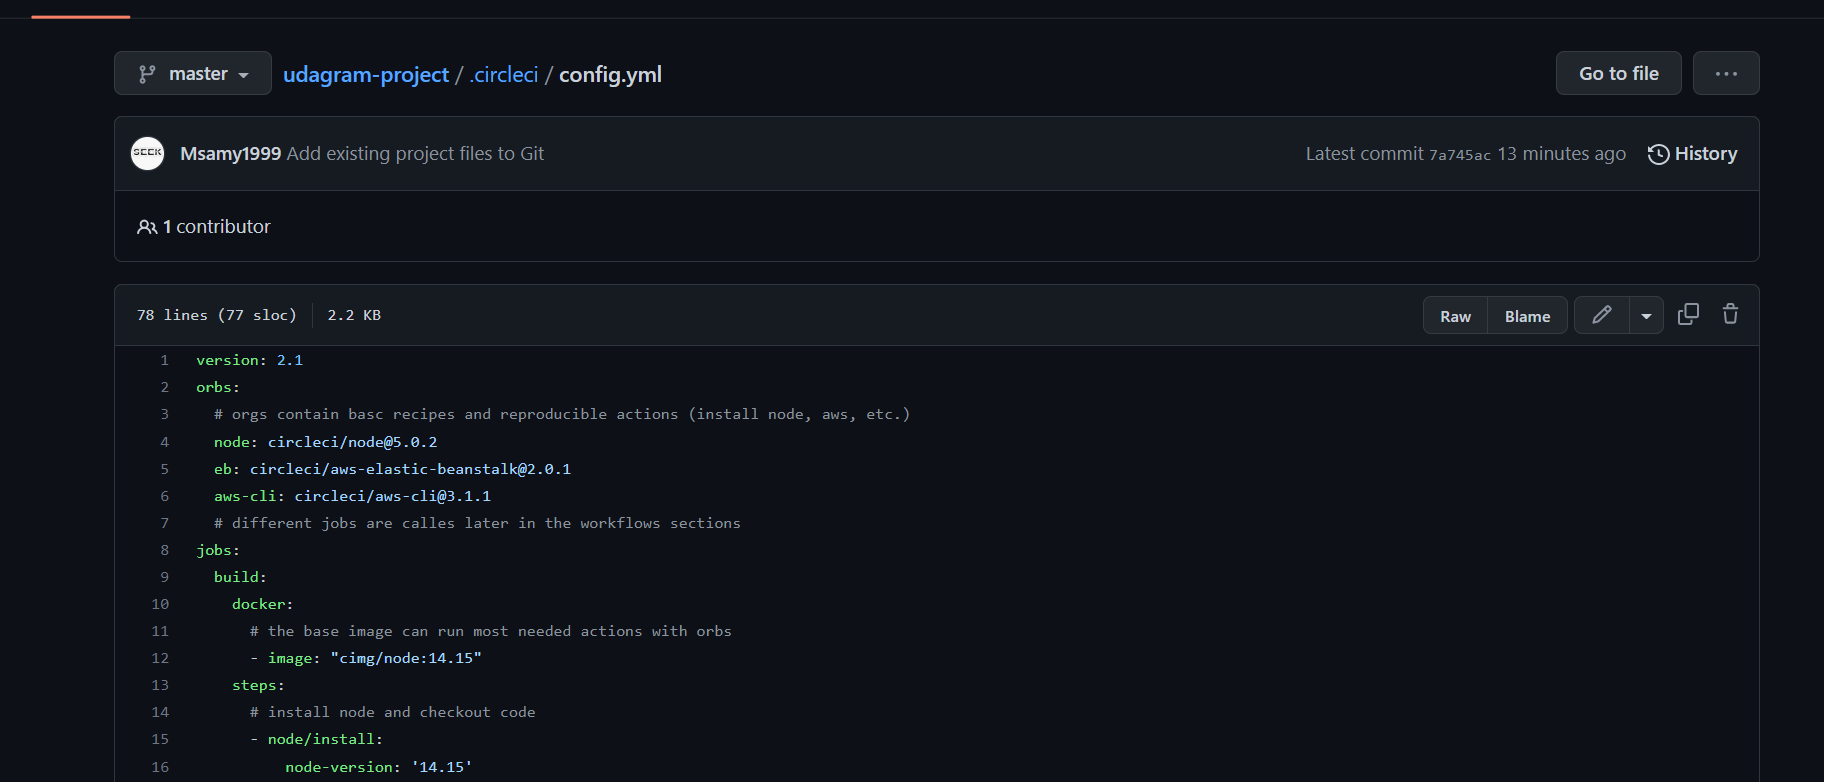 master udagram-project / .circleci / config.yml Go to file ...
SEEK Msamy1999 Add existing project files to Git Latest commit 7a745ac 13 minutes ago History
1 contributor
78 lines (77 sloc) 2.2 KB Raw Blame
1 version: 2.1
2 orbs:
3 # orgs contain basc recipes and reproducible actions (install node, aws, etc.)
4 node: circleci/node@5.0.2
5 eb: circleci/aws-elastic-beanstalk@2.0.1
6 aws-cli: circleci/aws-cli@3.1.1
7 # different jobs are calles later in the workflows sections
8 jobs:
9 build:
10 docker:
11 # the base image can run most needed actions with orbs
12 - image: "cimg/node:14.15"
13 steps:
14 # install node and checkout code
15 - node/install:
16 node-version: '14.15'